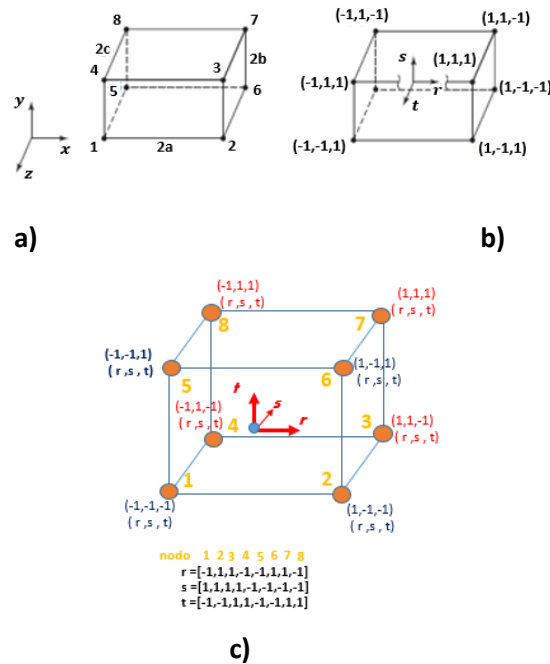 8
7
2c
2b
4
3
5
6
y
x
z
1
2a
2
a)
(-1,1,-1)
(1,1,-1)
s
(-1,1,1)
(1,1,1)
r
(1,-1,-1)
t
(-1,-1,1)
(1,-1,1)
b)
(-1,1,1)
( r ,s , t )
(1,1,1)
( r ,s , t )
8
7
(-1,-1,1)
( r ,s , t )
(1,-1,1)
( r ,s , t )
5
6
t
s
r
(-1,1,-1)
( r ,s , t )
4
3
(1,1,-1)
( r ,s , t )
1
2
(-1,-1,-1)
( r ,s , t )
(1,-1,-1)
( r ,s , t )
nodo 1 2 3 4 5 6 7 8
r =[-1,1,1,-1,-1,1,1,-1]
s =[1,1,1,1,-1,-1,-1,-1]
t =[-1,-1,1,1,-1,-1,1,1]
c)